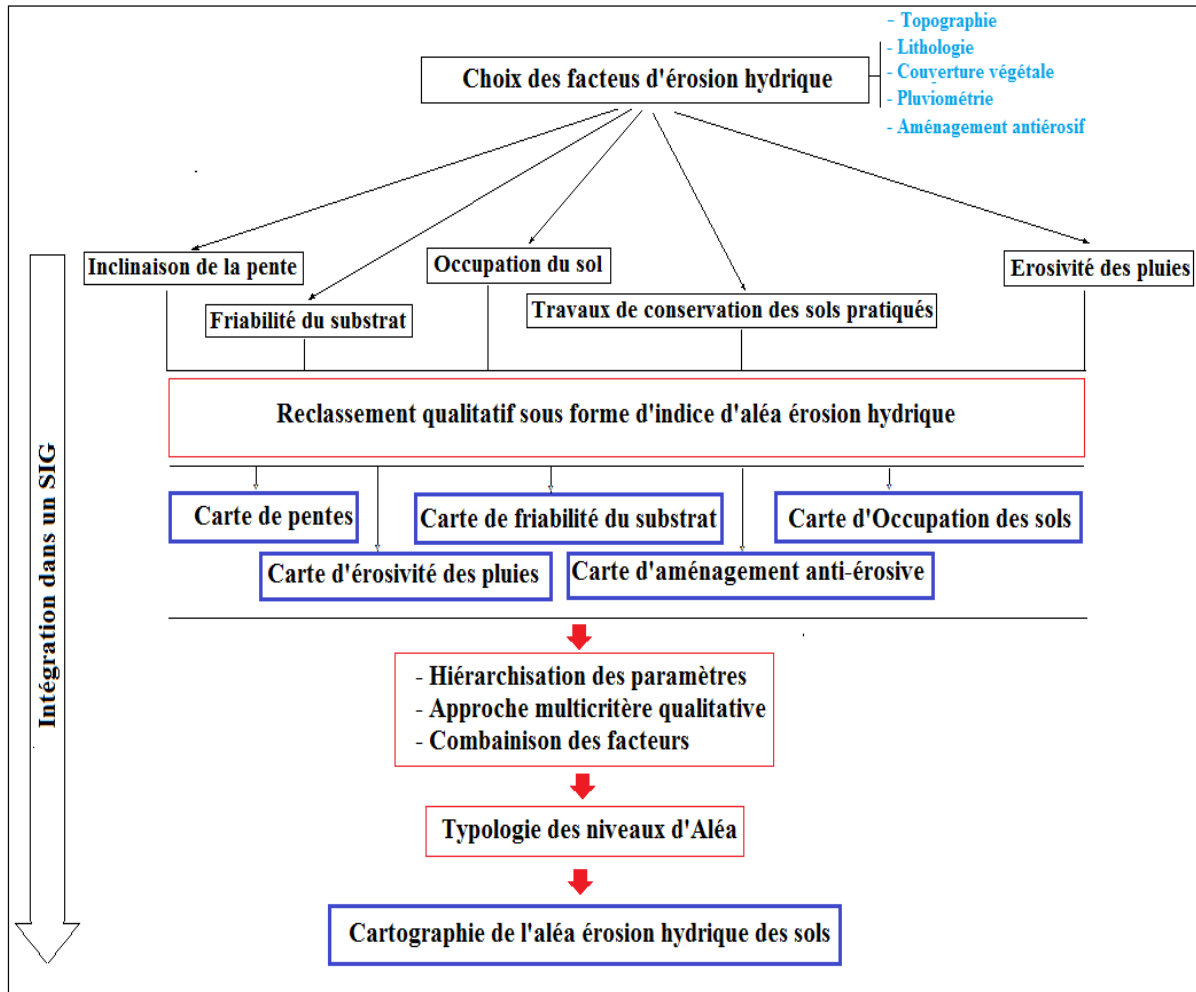 - Topographie
- Lithologie
Choix des facteus d'érosion hydrique
- Couverture végétale
- Pluviométrie
- Aménagement antiérosif
Inclinaison de la pente
Occupation du sol
Erosivité des pluies
Friabilité du substrat
Travaux de conservation des sols pratiqués
Reclassement qualitatif sous forme d'indice d'aléa érosion hydrique
Intégration dans un SIG
Carte de pentes
Carte de friabilité du substrat
Carte d'Occupation des sols
Carte d'érosivité des pluies
Carte d'aménagement anti-érosive
- Hiérarchisation des paramètres
- Approche multicritère qualitative
- Combainison des facteurs
Typologie des niveaux d'Aléa
Cartographie de l'aléa érosion hydrique des sols